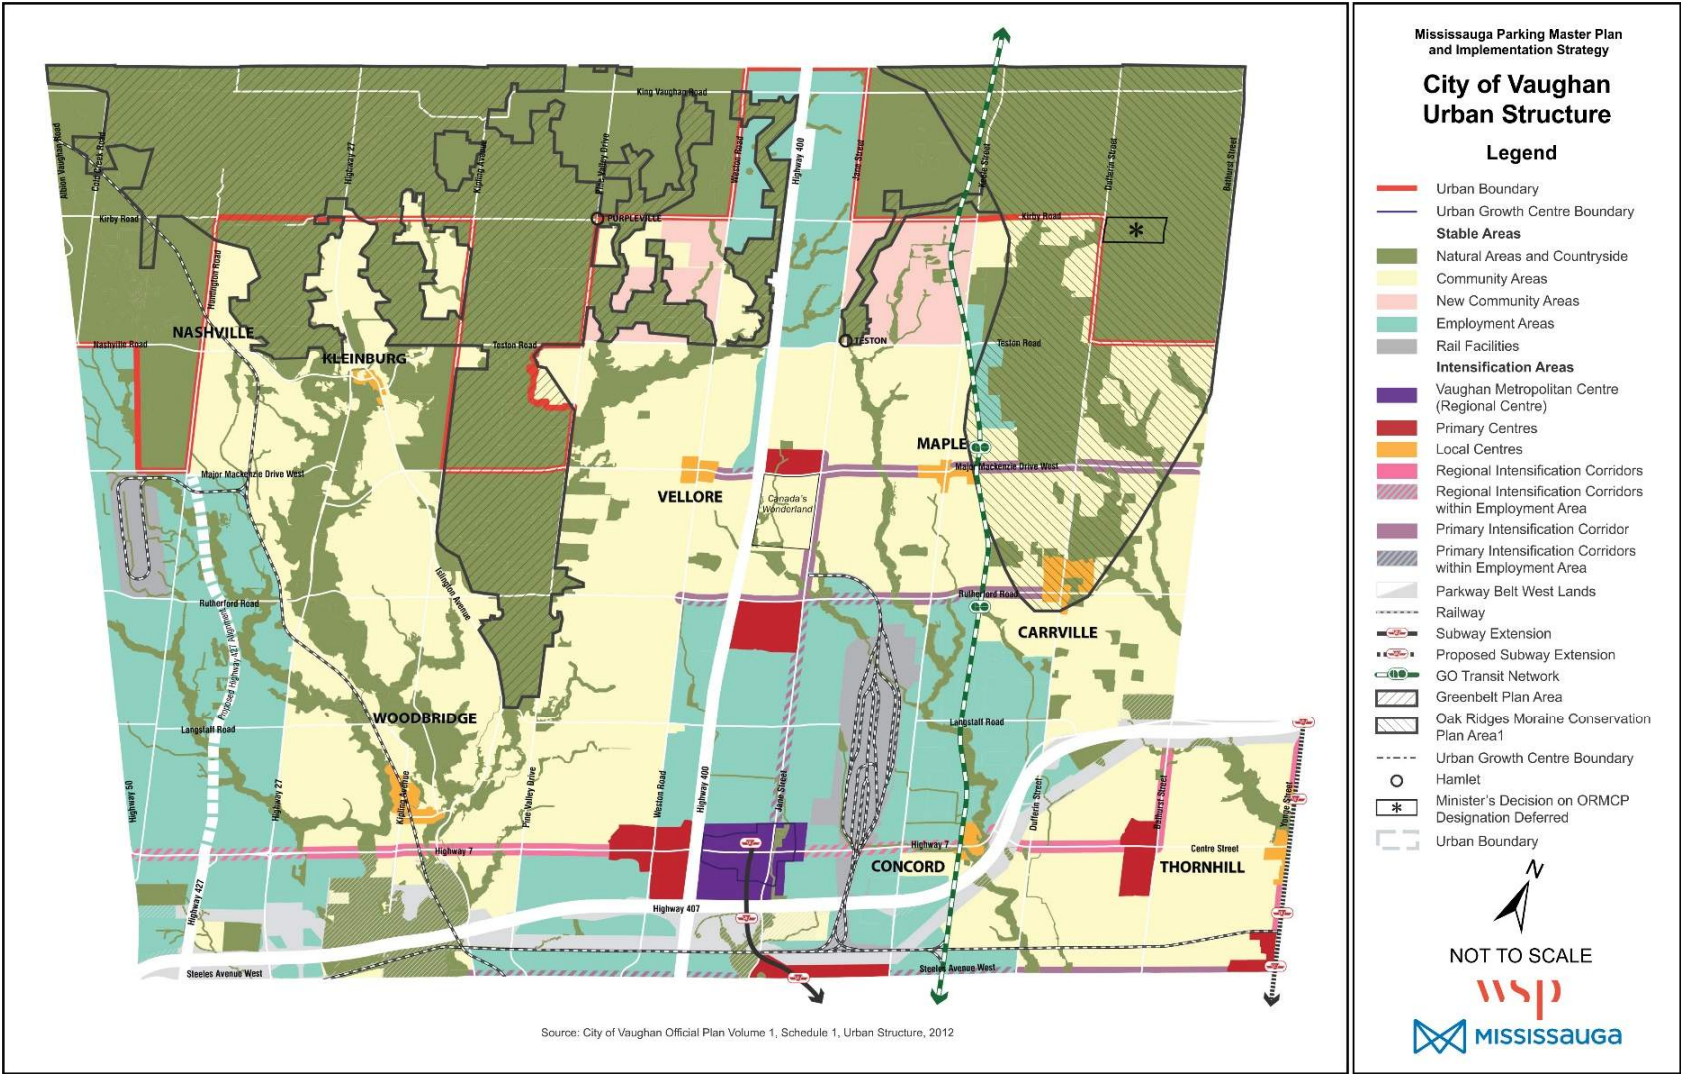 King Vaughan Road
Albion Vaughan Road
Cold Creek Road
Highway 27
Kipling Avenue
Pine Valley Drive
Weston Road
Highway 400
Jane Street
Keele Street
Dufferin Street
Bathurst Street
Kirby Road
PURPLEVILLE
Kirby Road
*
Huntington Road
NASHVILLE
Nashville Road
KLEINBURG
Teston Road
TESTON
Teston Road
MAPLE
Major Mackenzie Drive West
Major Mackenzie Drive West
VELLORE
Canada's
Wonderland
Islington Avenue
Rutherford Road
Rutherford Road
CARRVILLE
Proposed Highway 427 Alignment
WOODBRIDGE
Langstaff Road
Langstaff Road
Highway 50
Highway 27
Kipling Avenue
Pine Valley Drive
Weston Road
Highway 400
Jane Street
Dufferin Street
Bathurst Street
Yonge Street
Highway 7
Highway 7
Centre Street
CONCORD
THORNHILL
Highway 427
Highway 407
Steeles Avenue West
Steeles Avenue West
Source: City of Vaughan Official Plan Volume 1, Schedule 1, Urban Structure, 2012
Mississauga Parking Master Plan
and Implementation Strategy
City of Vaughan
Urban Structure
Legend
Urban Boundary
Urban Growth Centre Boundary
Stable Areas
Natural Areas and Countryside
Community Areas
New Community Areas
Employment Areas
Rail Facilities
Intensification Areas
Vaughan Metropolitan Centre
(Regional Centre)
Primary Centres
Local Centres
Regional Intensification Corridors
Regional Intensification Corridors
within Employment Area
Primary Intensification Corridor
Primary Intensification Corridors
within Employment Area
Parkway Belt West Lands
Railway
Subway Extension
Proposed Subway Extension
GO Transit Network
Greenbelt Plan Area
Oak Ridges Moraine Conservation
Plan Area1
Urban Growth Centre Boundary
Hamlet
* Minister's Decision on ORMCP
Designation Deferred
Urban Boundary
N
NOT TO SCALE
wsp
MISSISSauGa